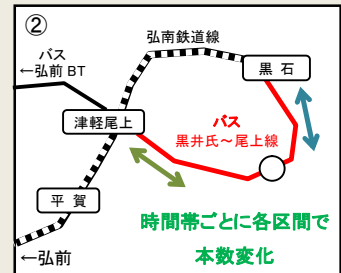 ②
弘南鉄道線
バス
←弘前 BT
黒 石
津軽尾上
バス
黒井氏～尾上線
平 賀
時間帯ごとに各区間で
本数変化
←弘前